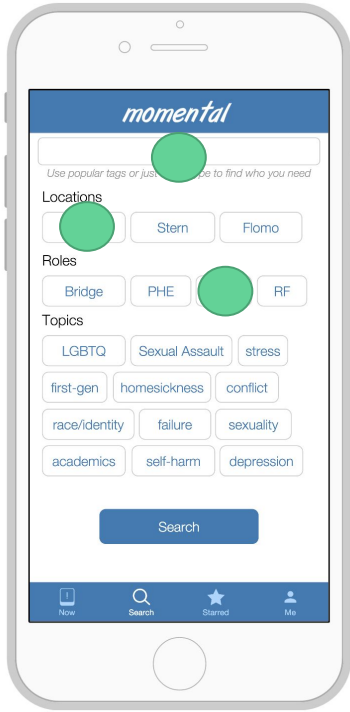 momental
Use popular tags or just type to find who you need
Locations
Stern Flomo
Roles
Bridge PHE RF
Topics
LGBTQ Sexual Assault stress
first-gen homesickness conflict
race/identity failure sexuality
academics self-harm depression
Search
Now Search Starred Me